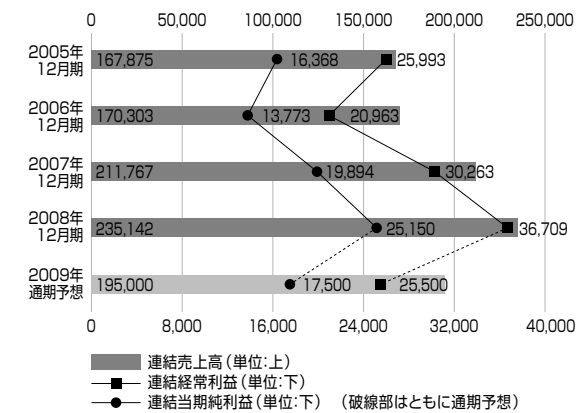 0 50,000 100,000 150,000 200,000 250,000
2005年
12月期
167,875 16,368 25,993
2006年
12月期
170,303 13,773 20,963
2007年
12月期
211,767 19,894 30,263
2008年
12月期
235,142 25,150 36,709
2009年
通期予想
195,000 17,500 25,500
0 8,000 16,000 24,000 32,000 40,000
連結売上高(単位:上)
連結経常利益(単位:下)
連結当期純利益(単位:下) (破線部はともに通期予想)